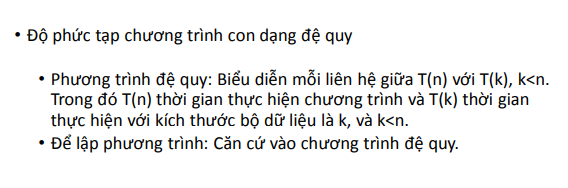 • Độ phức tạp chương trình con dạng đệ quy
• Phương trình đệ quy: Biểu diễn mỗi liên hệ giữa T(n) với T(k), k<n.
Trong đó T(n) thời gian thực hiện chương trình và T(k) thời gian
thực hiện với kích thước bộ dữ liệu là k, và k<n.
• Để lập phương trình: Căn cứ vào chương trình đệ quy.